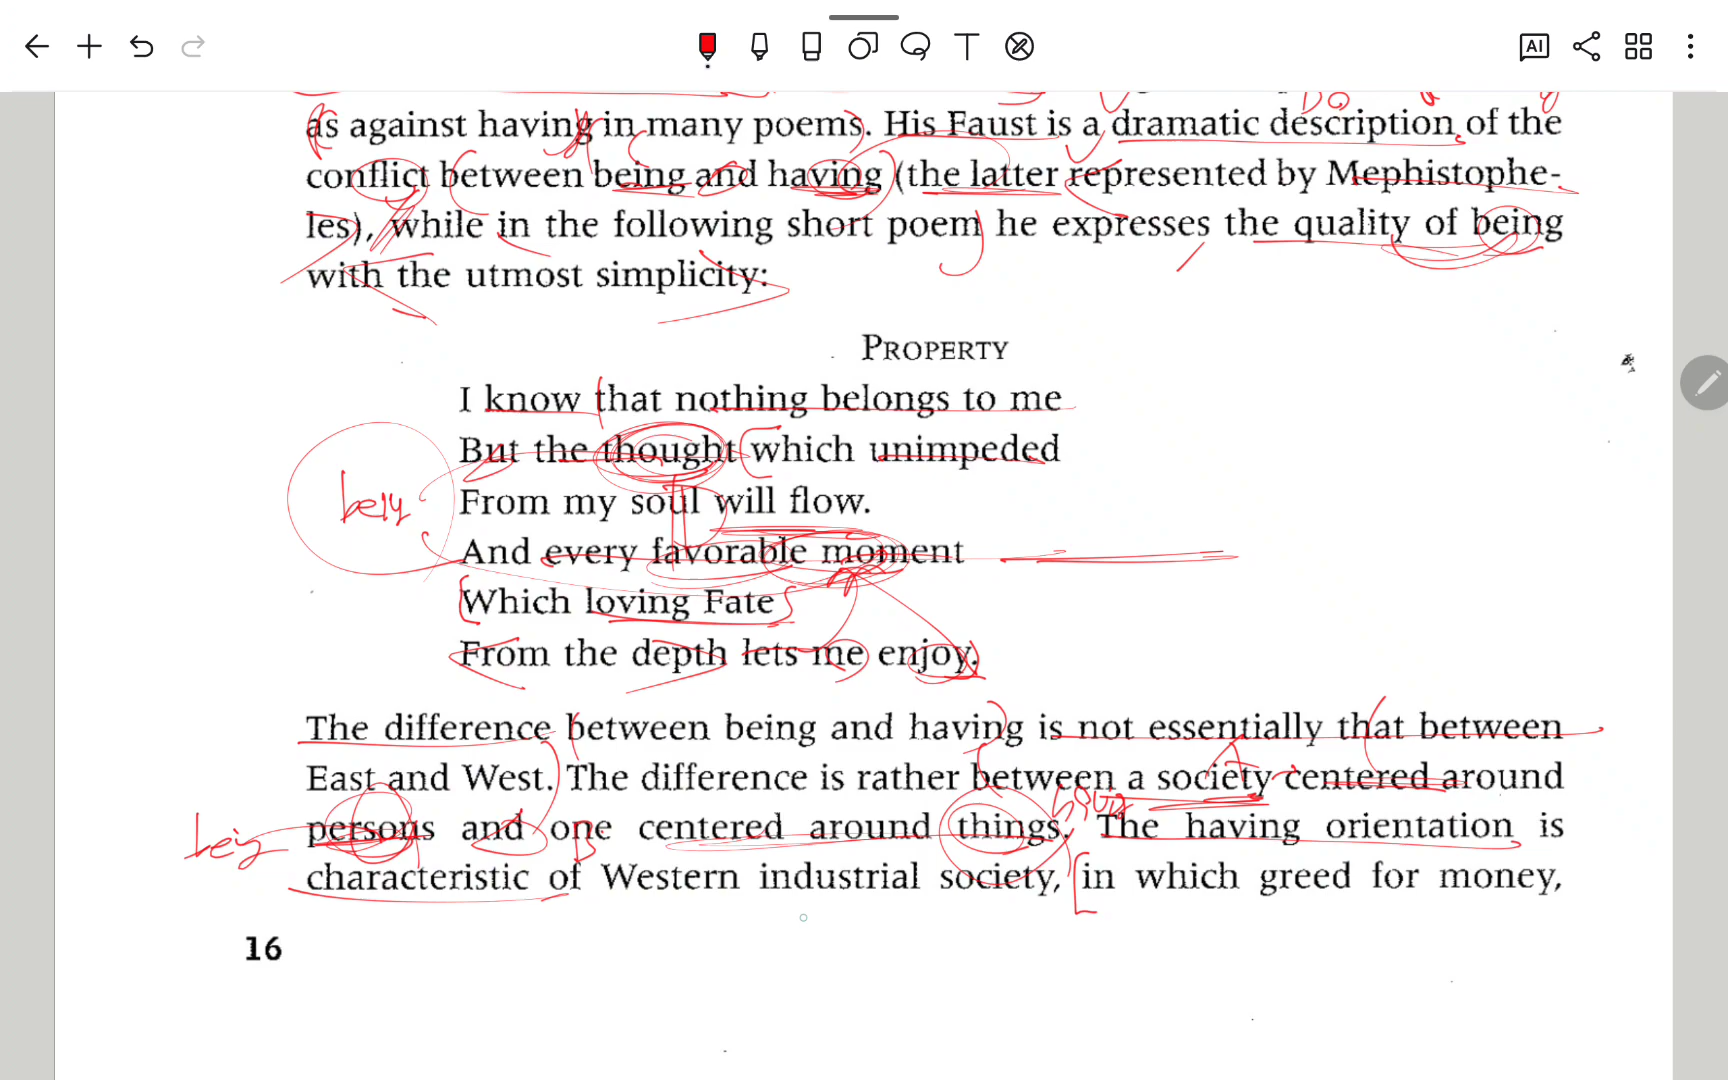 AI
as against having in many poems. His Faust is a dramatic description of the
conflict between being and having (the latter represented by Mephistophe-
les), while in the following short poem he expresses the quality of being
with the utmost simplicity:
PROPERTY
I know that nothing belongs to me
But the thought which unimpeded
From my soul will flow.
And every favorable moment
Which loving Fate
From the depth lets me enjoy.
The difference between being and having is not essentially that between
East and West. The difference is rather between a society centered around
persons and one centered around things. The having orientation is
characteristic of Western industrial society, in which greed for money,
16